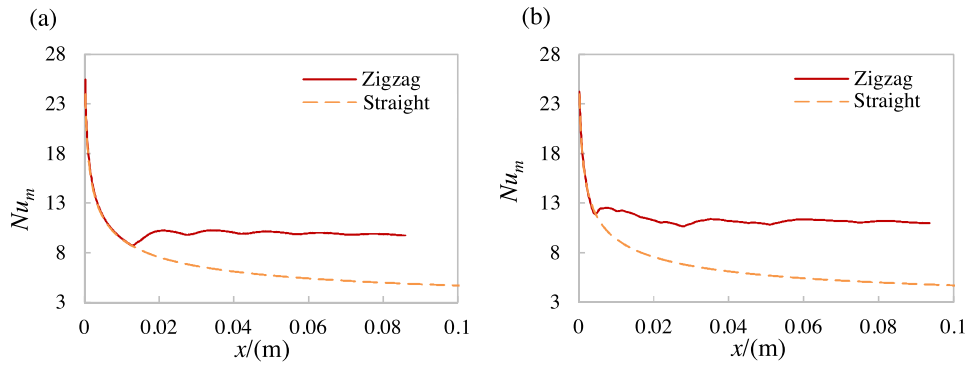 (a)
Nu_m
28
23
18
13
8
3
Zigzag
Straight
0 0.02 0.04 0.06 0.08 0.1
x/(m)
(b)
Nu_m
28
23
18
13
8
3
Zigzag
Straight
0 0.02 0.04 0.06 0.08 0.1
x/(m)